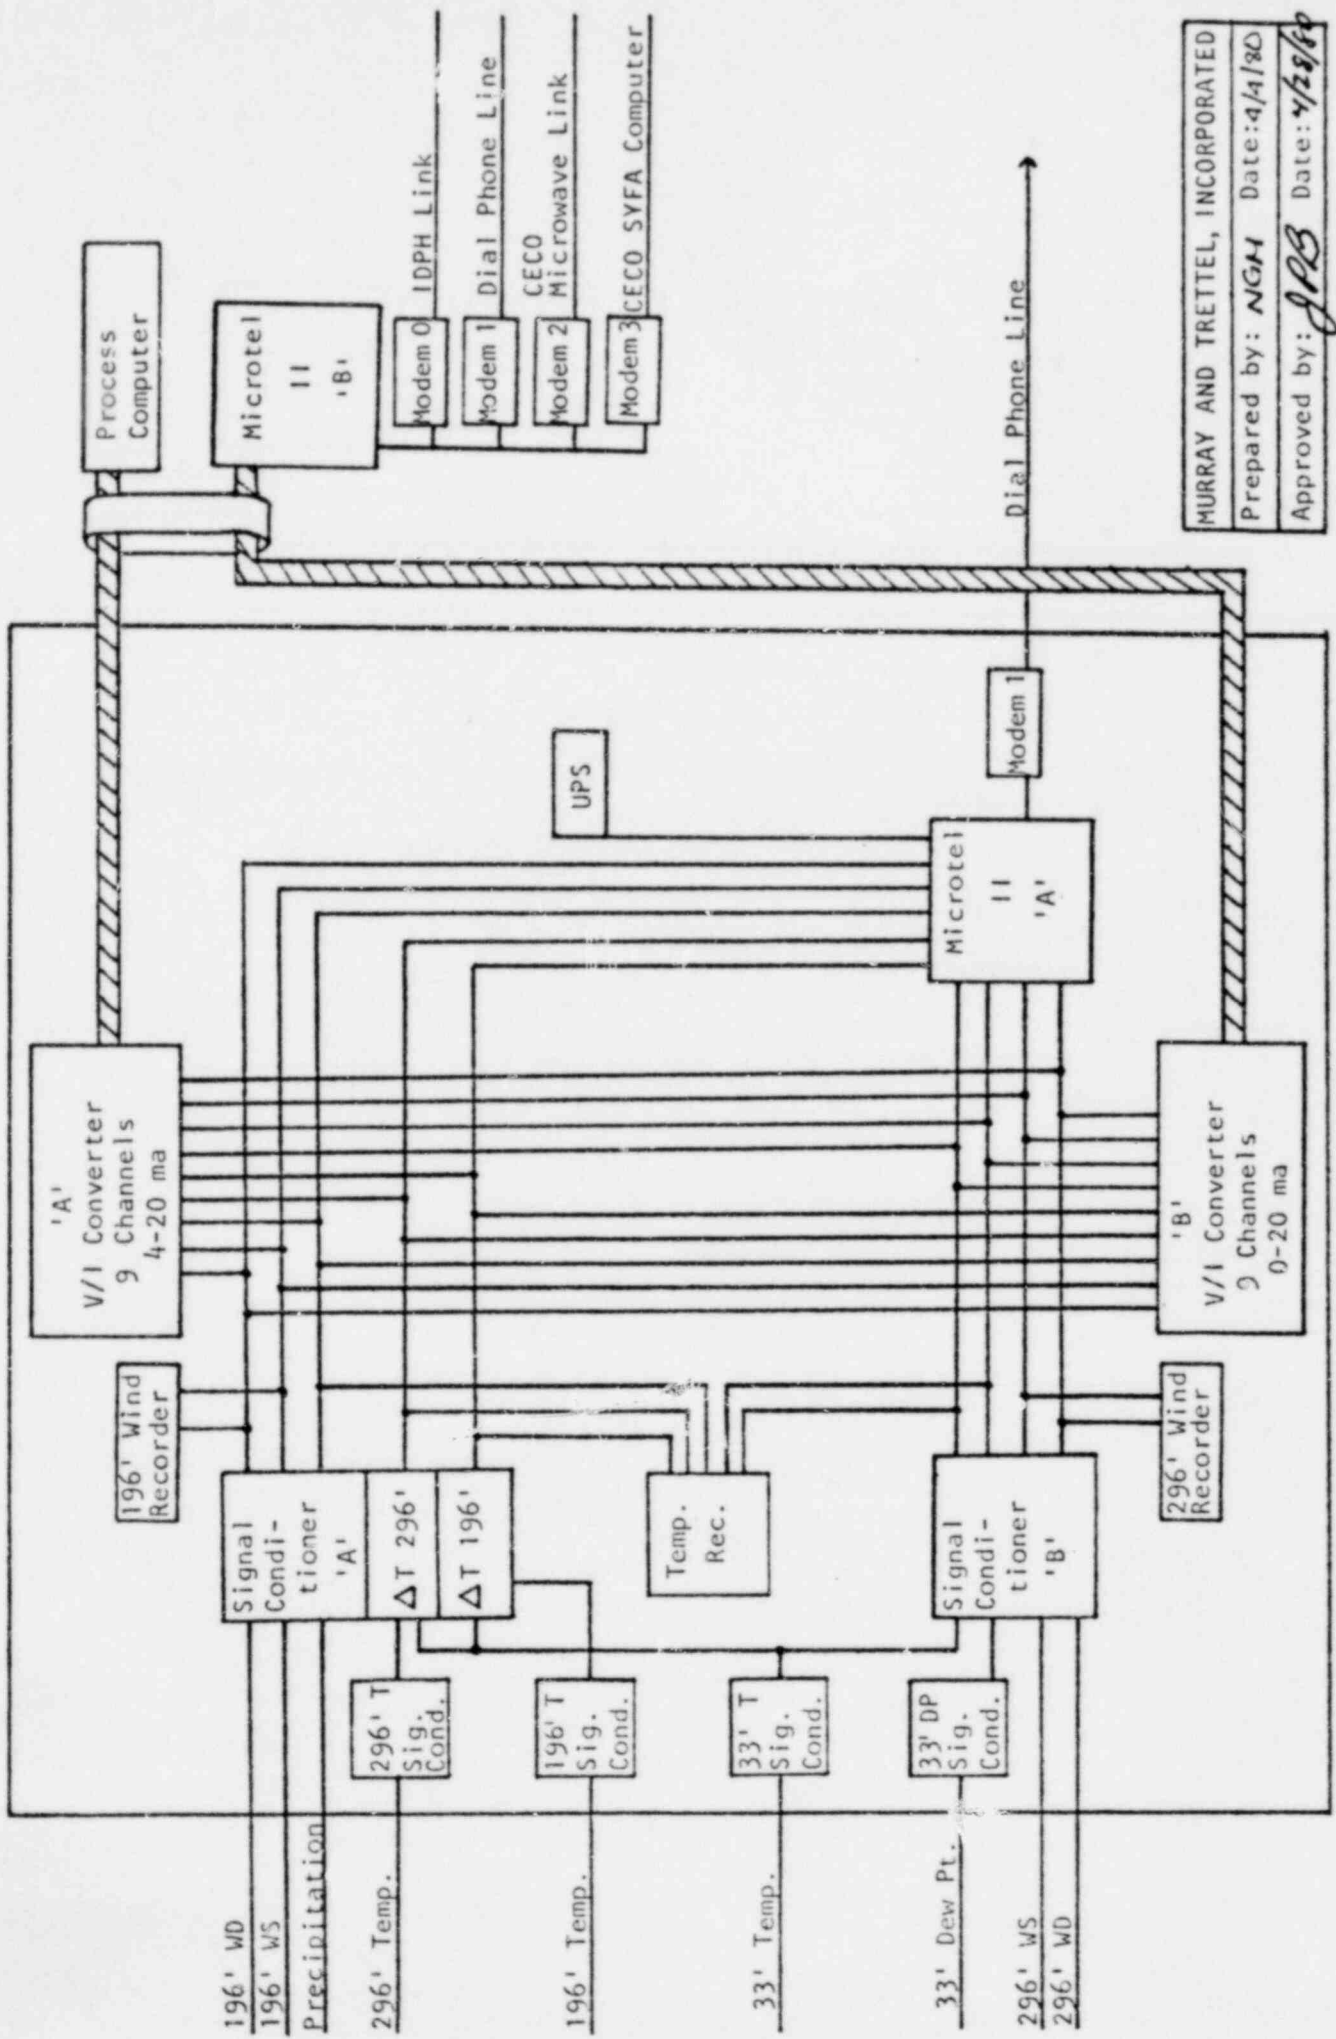 196' WD
196' WS
Precipitation
296' Temp.
196' Temp.
33' Temp.
33' Dew Pt.
296' WS
296' WD
296' T
Sig.
Cond.
196' T
Sig.
Cond.
33' T
Sig.
Cond.
33' DP
Sig.
Cond.
Signal
Condi-
tioner
'A'
ΔT 296'
ΔT 196'
Temp.
Rec.
Signal
Condi-
tioner
'B'
196' Wind
Recorder
296' Wind
Recorder
'A'
V/I Converter
9 Channels
4-20 ma
'B'
V/I Converter
9 Channels
0-20 ma
UPS
Microtel
II
'A'
Modem 1
Dial Phone Line
Process
Computer
Microtel
II
'B'
Modem 0
IDPH Link
Modem 1
Dial Phone Line
Modem 2
CECO
Microwave Link
Modem 3
CECO SYFA Computer
MURRAY AND TRETTEL, INCORPORATED
Prepared by: NGH Date: 4/4/80
Approved by: JPB Date: 4/28/80